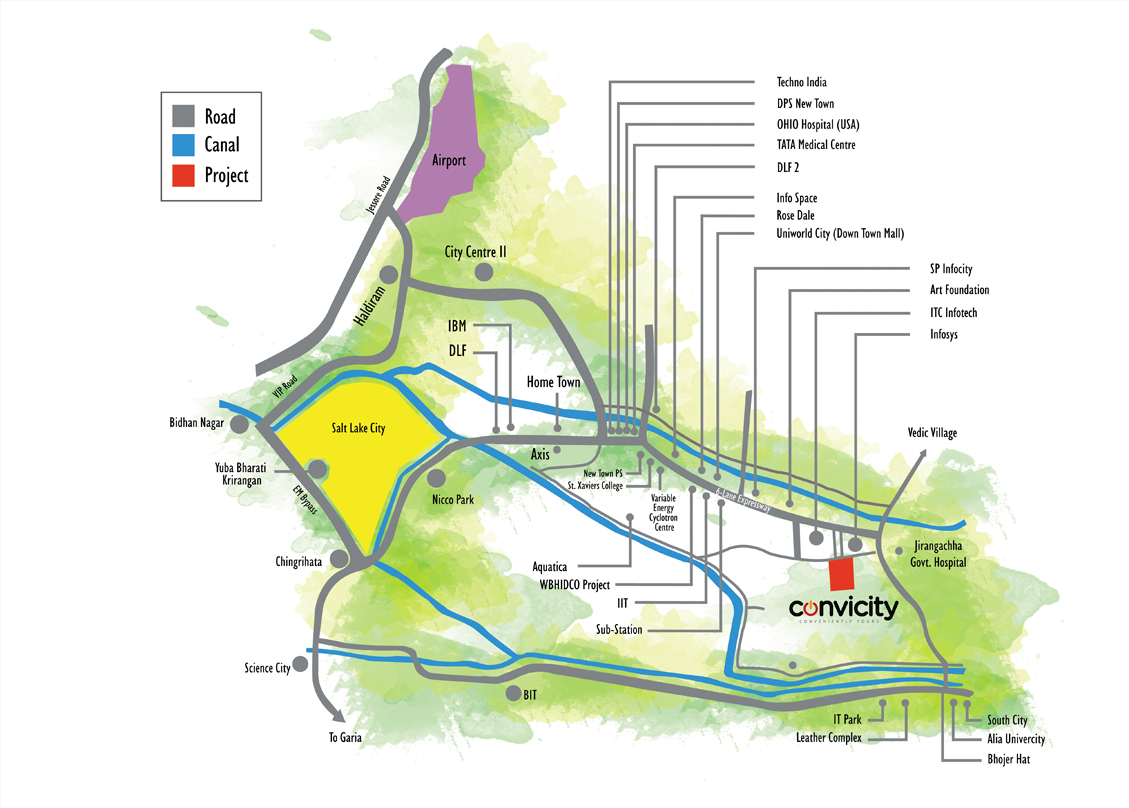 Road
Canal
Project
Airport
Jessore Road
City Centre II
Haldiram
IBM
DLF
Home Town
VIP Road
Bidhan Nagar
Salt Lake City
Yuba Bharati
Krirangan
EM Bypass
Nicco Park
Axis
Chingrihata
Science City
To Garia
BIT
Techno India
DPS New Town
OHIO Hospital (USA)
TATA Medical Centre
DLF 2
Info Space
Rose Dale
Uniworld City (Down Town Mall)
SP Infocity
Art Foundation
ITC Infotech
Infosys
Vedic Village
New Town PS
St. Xaviers College
Variable
Energy
Cyclotron
Centre
6-Lane Expressway
Aquatica
WBHIDCO Project
IIT
Sub-Station
Jirangachha
Govt. Hospital
convicity
CONVENIENTLY YOURS
IT Park
Leather Complex
South City
Alia Univercity
Bhojer Hat